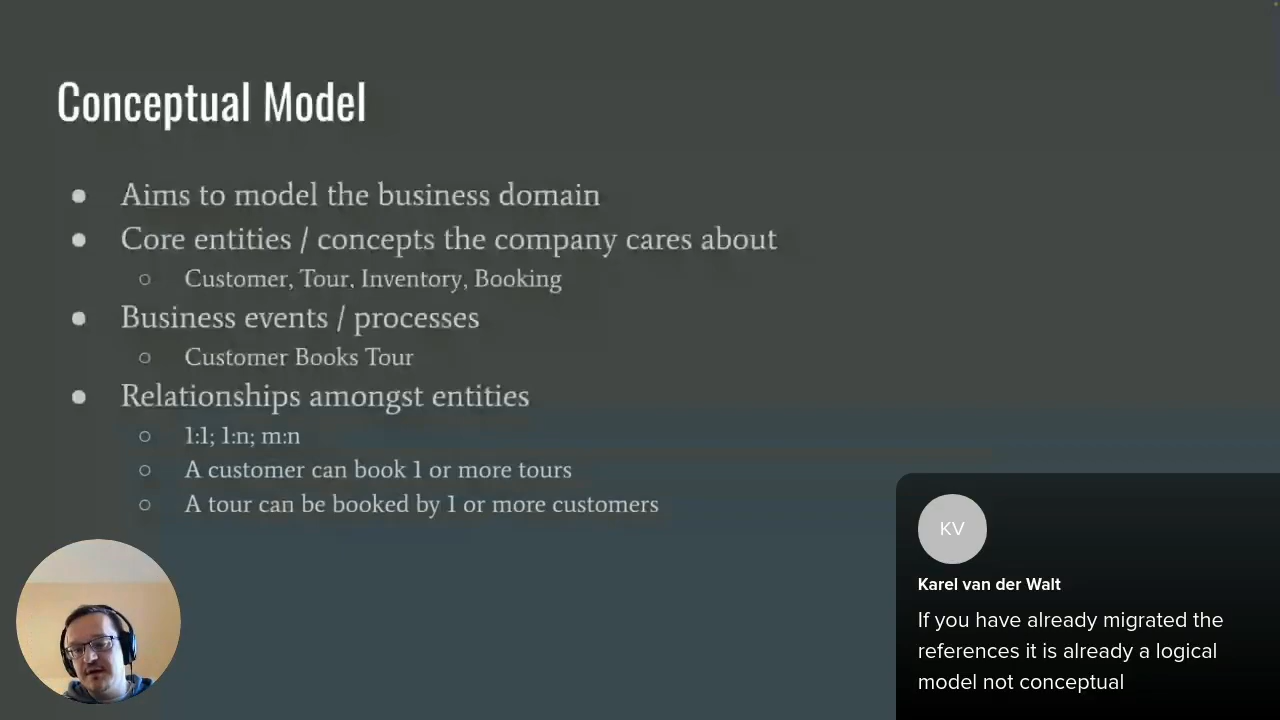 Conceptual Model
● Aims to model the business domain
● Core entities / concepts the company cares about
○ Customer, Tour, Inventory, Booking
● Business events / processes
○ Customer Books Tour
● Relationships amongst entities
○ 1:1; 1:n; m:n
○ A customer can book 1 or more tours
○ A tour can be booked by 1 or more customers
KV
Karel van der Walt
If you have already migrated the
references it is already a logical
model not conceptual